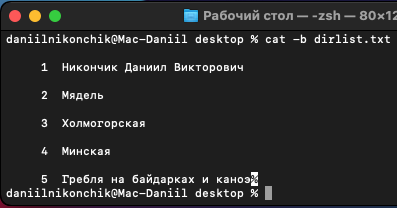 Рабочий стол — -zsh — 80×12
daniilnikonchik@Mac-Daniil desktop % cat -b dirlist.txt
1 Никончик Даниил Викторович
2 Мядель
3 Холмогорская
4 Минская
5 Гребля на байдарках и каноэ%
daniilnikonchik@Mac-Daniil desktop %